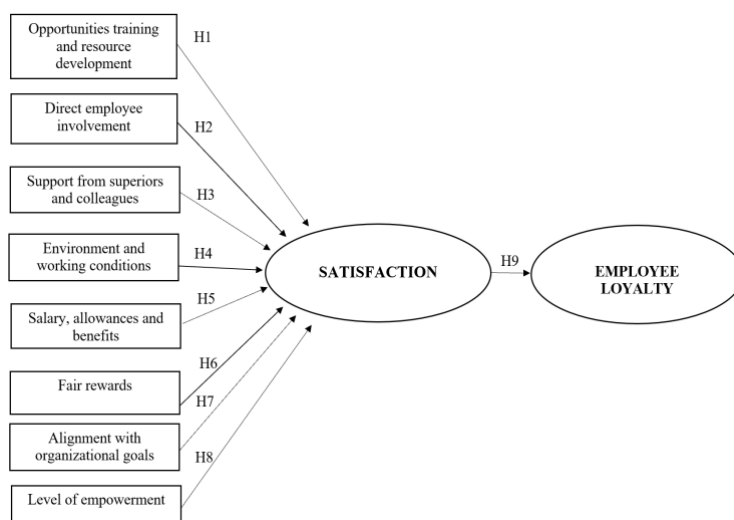 Opportunities training
and resource
development
H1
Direct employee
involvement
H2
Support from superiors
and colleagues
H3
Environment and
working conditions
H4
Salary, allowances and
benefits
H5
Fair rewards
H6
Alignment with
organizational goals
H7
Level of empowerment
H8
SATISFACTION
H9
EMPLOYEE
LOYALTY